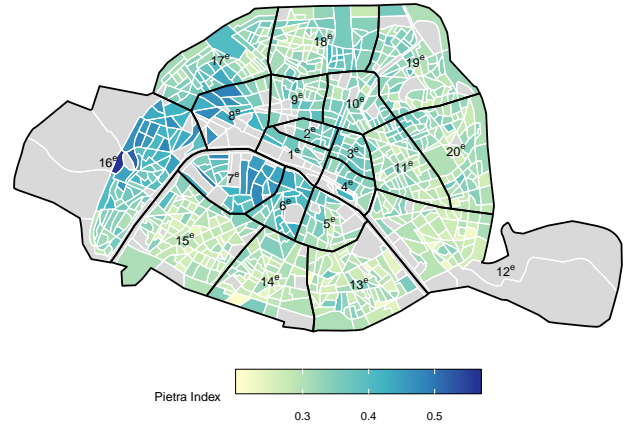 18ᵉ
17ᵉ
19ᵉ
9ᵉ
10ᵉ
8ᵉ
2ᵉ
1ᵉ
3ᵉ
20ᵉ
16ᵉ
11ᵉ
7ᵉ
4ᵉ
6ᵉ
5ᵉ
15ᵉ
12ᵉ
14ᵉ
13ᵉ
Pietra Index
0.3 0.4 0.5